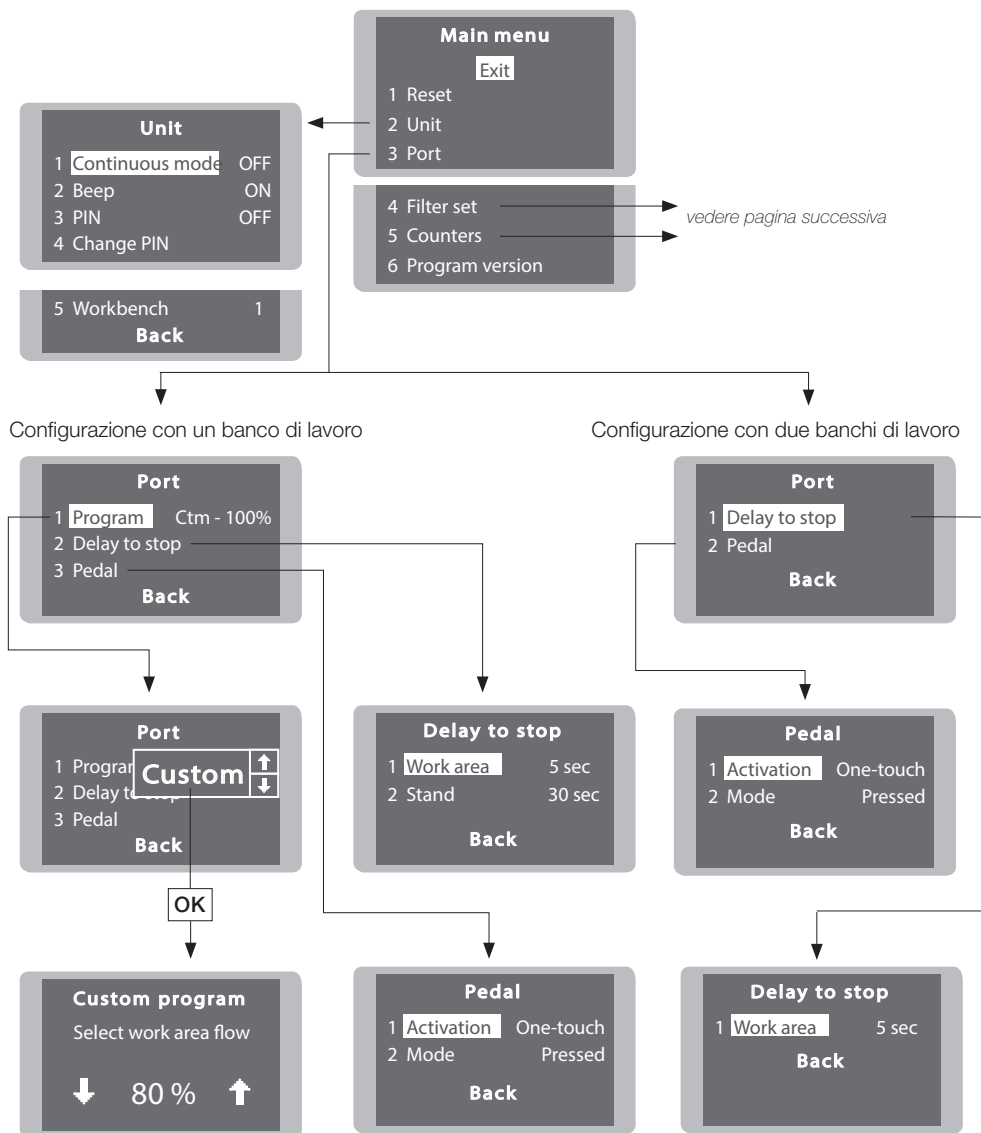 Main menu
Exit
1 Reset
2 Unit
3 Port
4 Filter set
5 Counters
6 Program version
vedere pagina successiva
Unit
1 Continuous mode OFF
2 Beep ON
3 PIN OFF
4 Change PIN
5 Workbench 1
Back
Configurazione con un banco di lavoro
Port
1 Program Ctm - 100%
2 Delay to stop
3 Pedal
Back
Configurazione con due banchi di lavoro
Port
1 Delay to stop
2 Pedal
Back
Port
1 Progra
Custom
2 Delay to stop
3 Pedal
Back
OK
Delay to stop
1 Work area 5 sec
2 Stand 30 sec
Back
Pedal
1 Activation One-touch
2 Mode Pressed
Back
Custom program
Select work area flow
80 %
Pedal
1 Activation One-touch
2 Mode Pressed
Back
Delay to stop
1 Work area 5 sec
Back